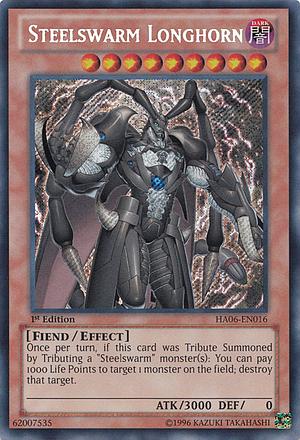 STEELSWARM LONGHORN
DARK
闇
1st Edition
HA06-EN016
[FIEND / EFFECT]
Once per turn, if this card was Tribute Summoned
by Tributing a "Steelswarm" monster(s): You can pay
1000 Life Points to target 1 monster on the field; destroy
that target.
ATK/3000 DEF/ 0
62007535
©1996 KAZUKI TAKAHASHI